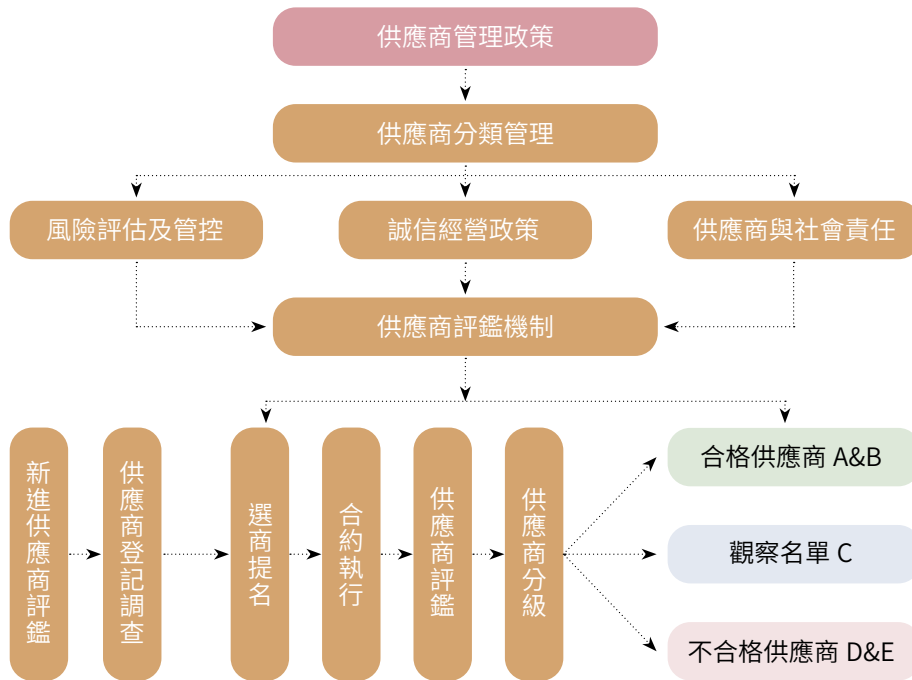 供應商管理政策
供應商分類管理
風險評估及管控
誠信經營政策
供應商與社會責任
供應商評鑑機制
新進供應商評鑑
供應商登記調查
選商提名
合約執行
供應商評鑑
供應商分級
合格供應商 A&B
觀察名單 C
不合格供應商 D&E